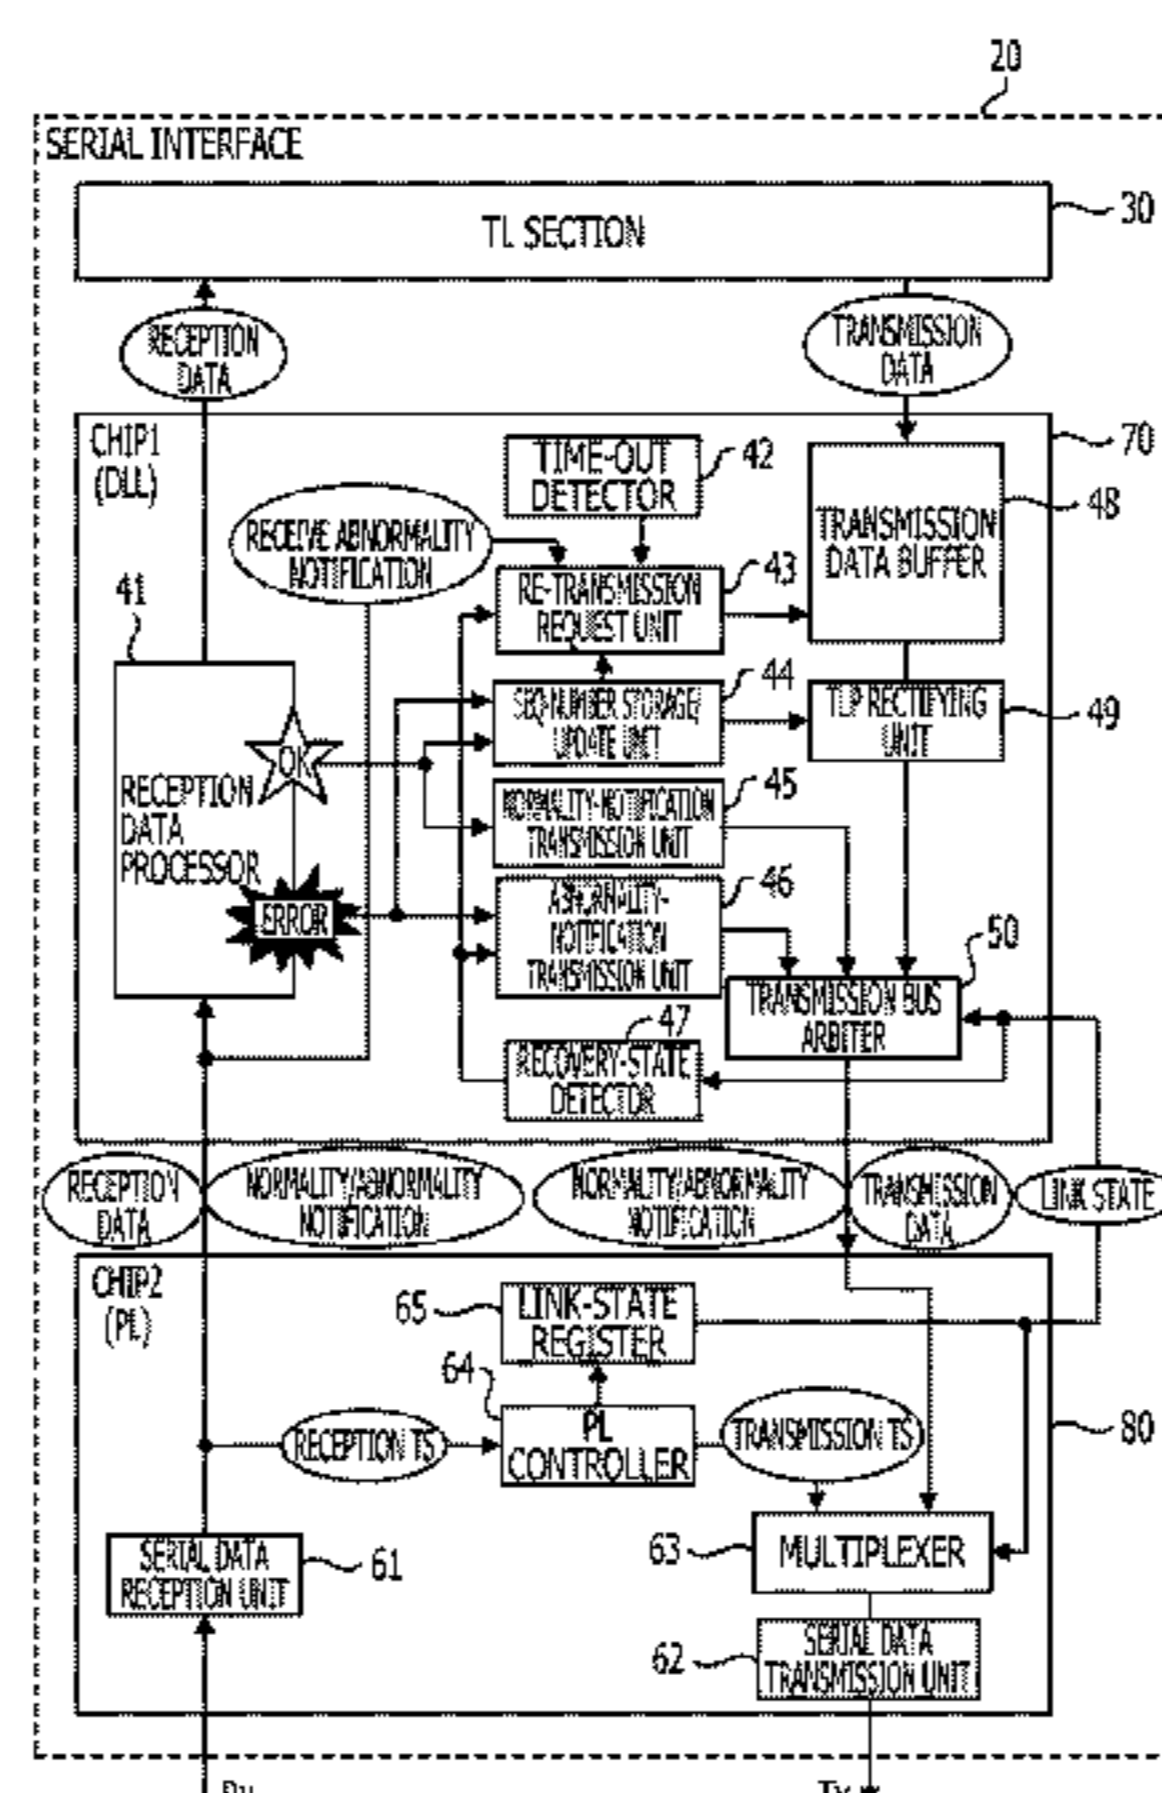 20
SERIAL INTERFACE
TL SECTION
30
RECEPTION
DATA
TRANSMISSION
DATA
CHIP1
(DLL)
70
TIME-OUT
DETECTOR
42
TRANSMISSION
DATA BUFFER
48
RECEIVE ABNORMALITY
NOTIFICATION
RE-TRANSMISSION
REQUEST UNIT
43
41
SEQ-NUMBER STORAGE/
UPDATE UNIT
44
TLP RECTIFYING
UNIT
49
OK
RECEPTION
DATA
PROCESSOR
NORMALITY-NOTIFICATION
TRANSMISSION UNIT
45
ERROR
ABNORMALITY-
NOTIFICATION
TRANSMISSION UNIT
46
50
TRANSMISSION BUS
ARBITER
47
RECOVERY-STATE
DETECTOR
RECEPTION
DATA
NORMALITY/ABNORMALITY
NOTIFICATION
NORMALITY/ABNORMALITY
NOTIFICATION
TRANSMISSION
DATA
LINK STATE
CHIP2
(PL)
65
LINK-STATE
REGISTER
64
RECEPTION TS
PL
CONTROLLER
TRANSMISSION TS
80
SERIAL DATA
RECEPTION UNIT
61
63
MULTIPLEXER
62
SERIAL DATA
TRANSMISSION UNIT
Rx
Tx